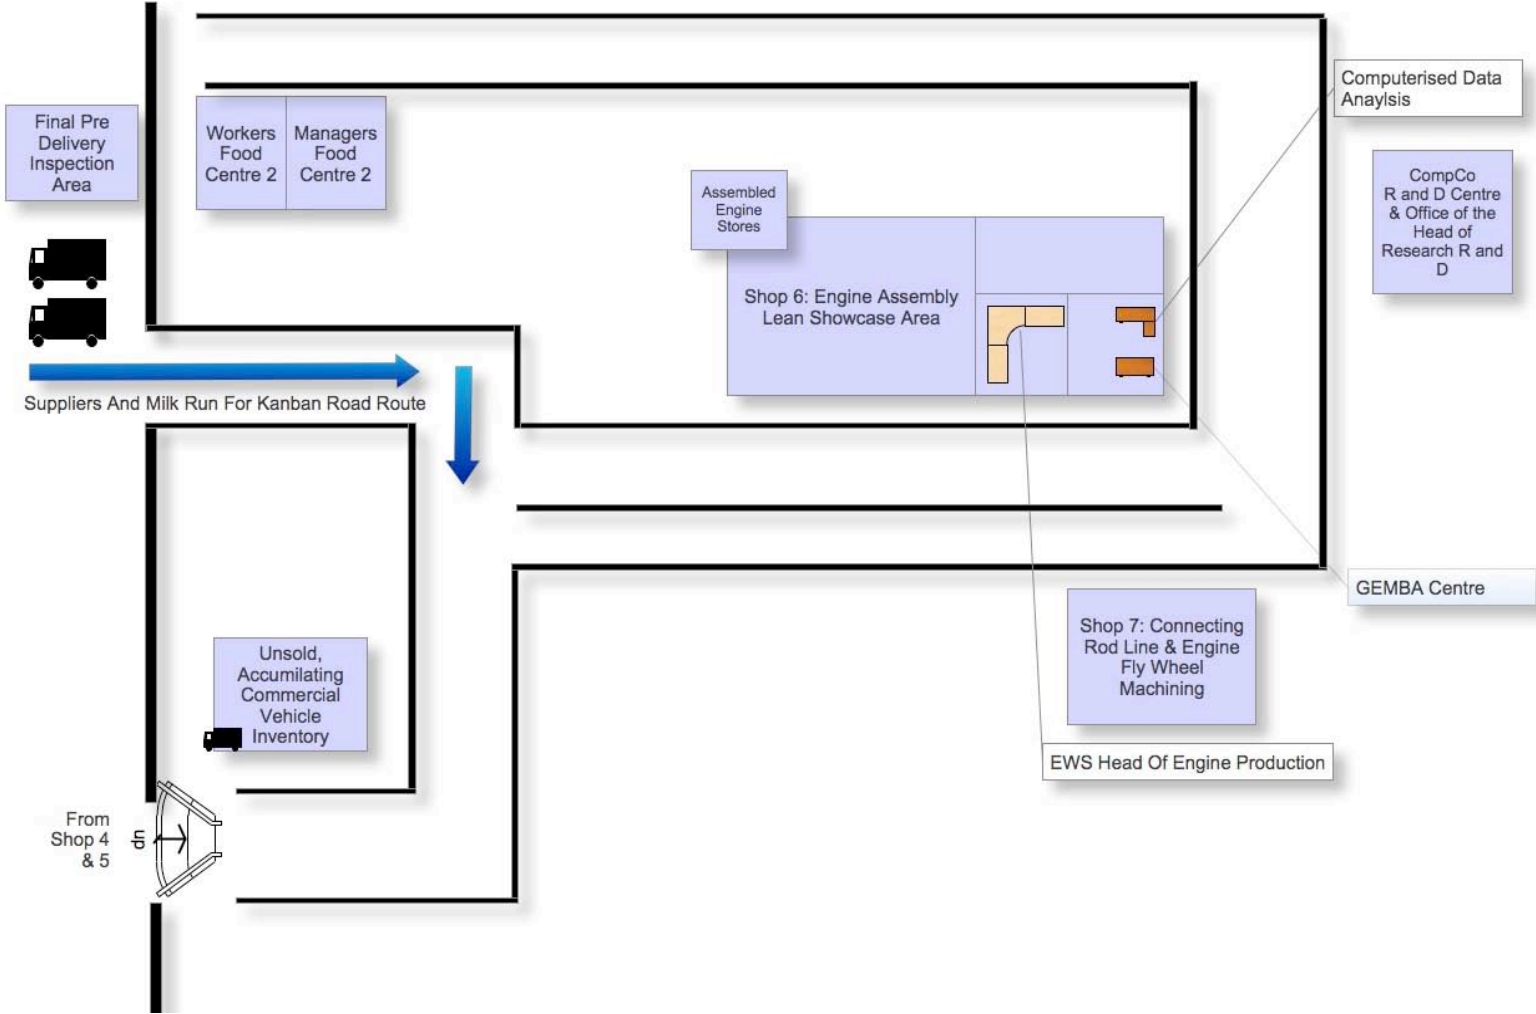 Final Pre
Delivery
Inspection
Area
Workers
Food
Centre 2
Managers
Food
Centre 2
Computerised Data
Anaylsis
CompCo
R and D Centre
& Office of the
Head of
Research R and
D
Assembled
Engine
Stores
Shop 6: Engine Assembly
Lean Showcase Area
Suppliers And Milk Run For Kanban Road Route
GEMBA Centre
Shop 7: Connecting
Rod Line & Engine
Fly Wheel
Machining
Unsold,
Accumilating
Commercial
Vehicle
Inventory
EWS Head Of Engine Production
From
Shop 4
& 5
dn